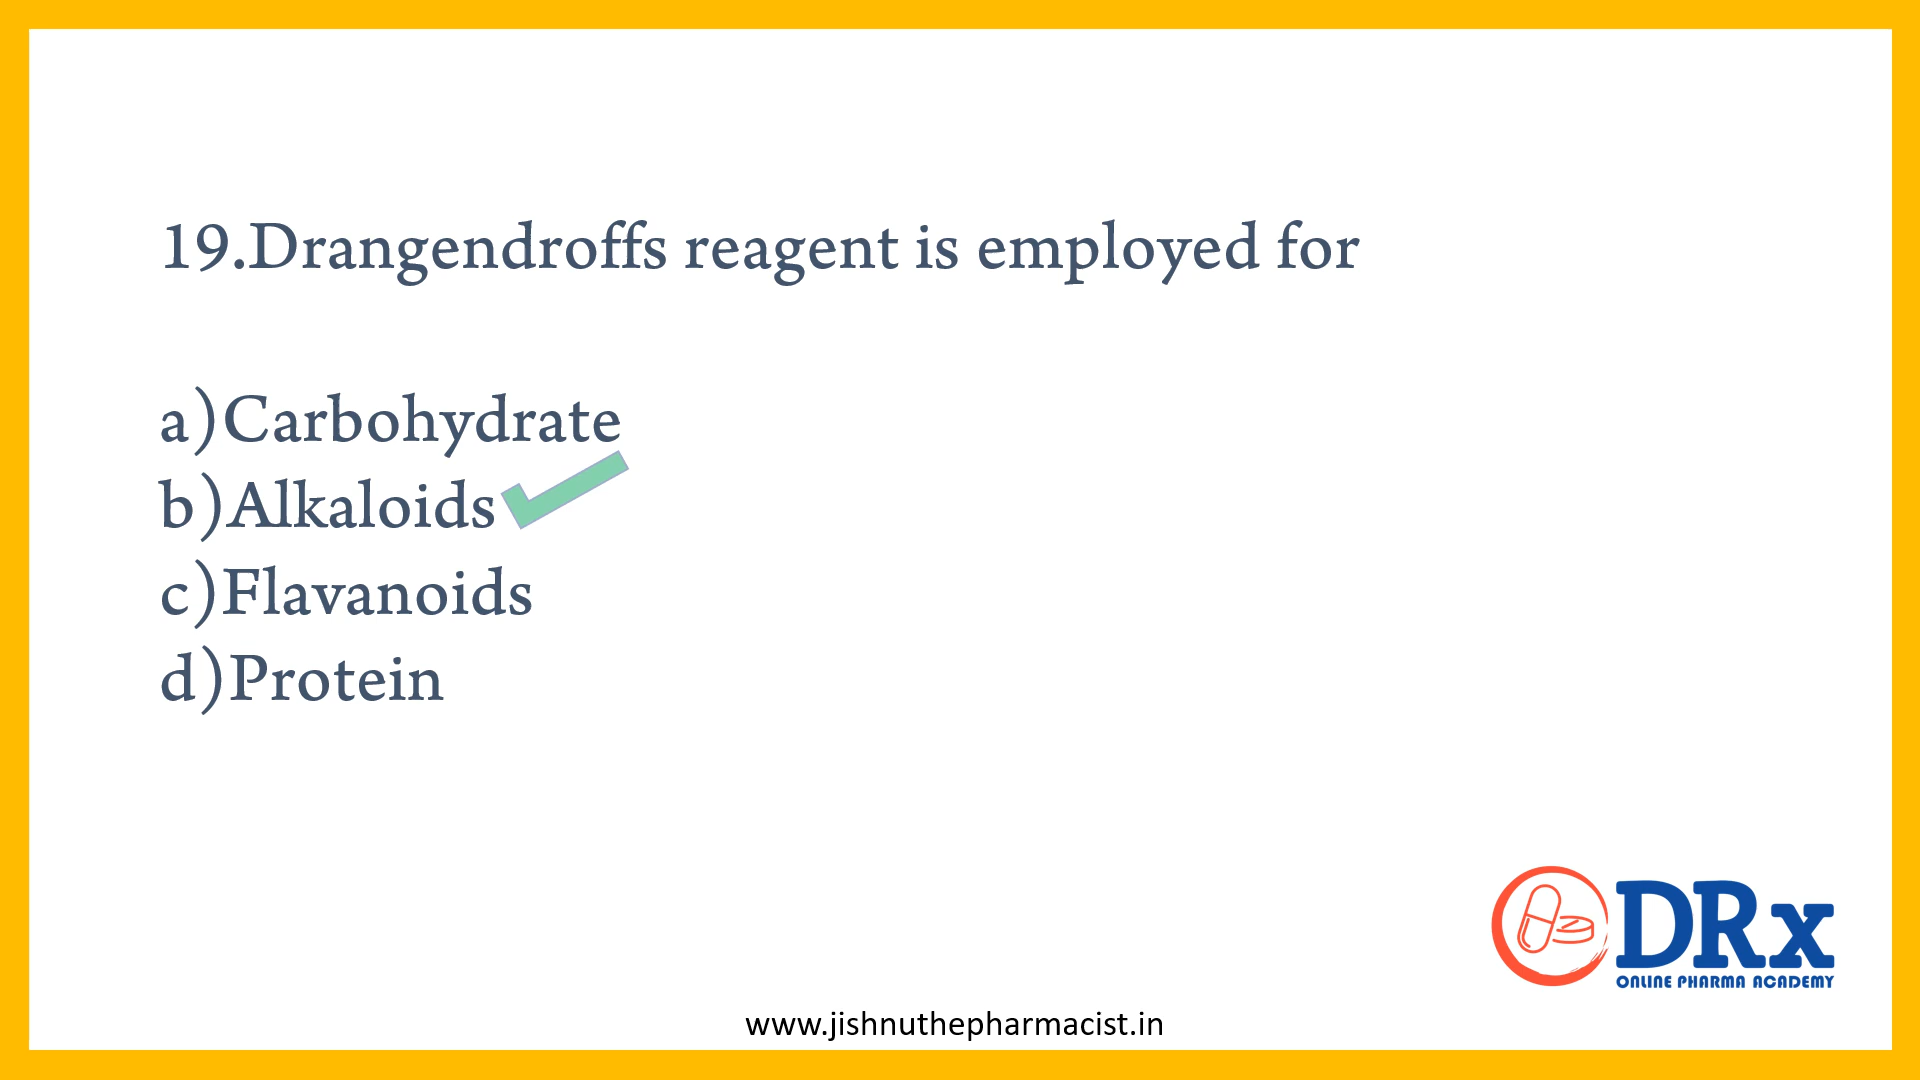 19.Drangendroffs reagent is employed for
a)Carbohydrate
b)Alkaloids
c)Flavanoids
d)Protein
DRx
ONLINE PHARMA ACADEMY
www.jishnuthepharmacist.in